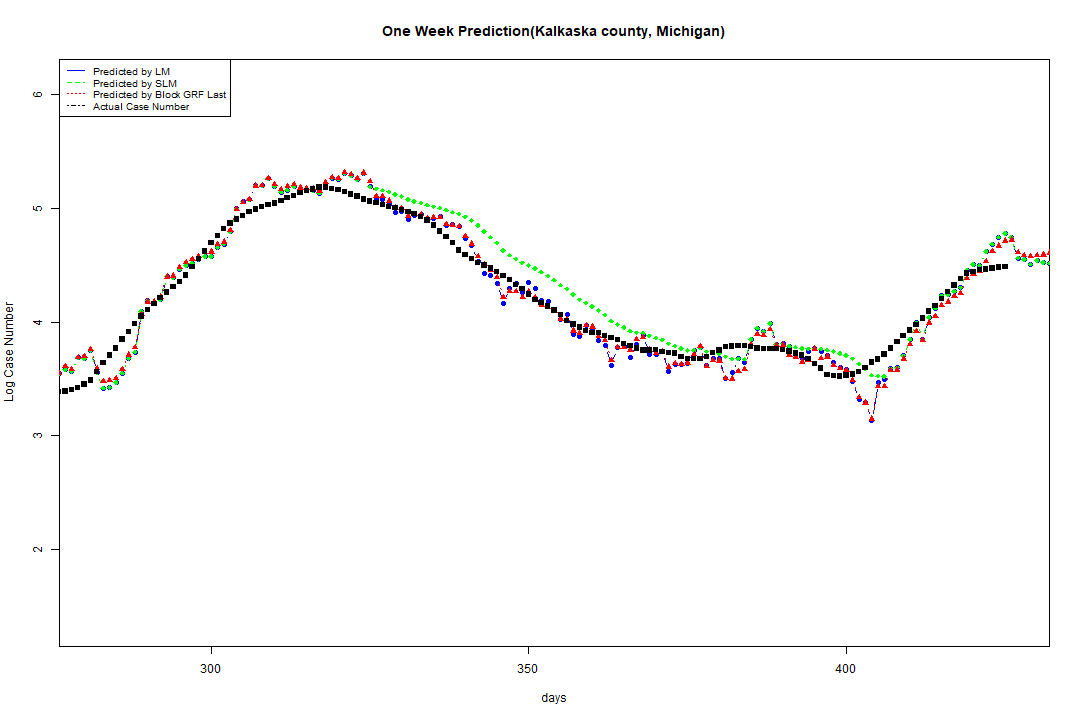 One Week Prediction(Kalkaska county, Michigan)
Predicted by LM
Predicted by SLM
Predicted by Block GRF Last
Actual Case Number
Log Case Number
6
5
4
3
2
300
350
400
days